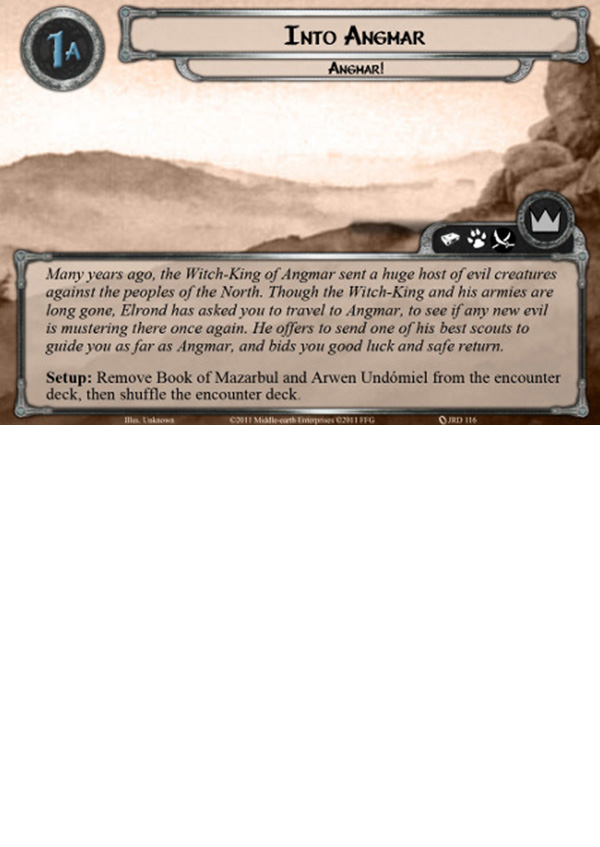 1A
Into Angmar
Angmar!
Many years ago, the Witch-King of Angmar sent a huge host of evil creatures
against the peoples of the North. Though the Witch-King and his armies are
long gone, Elrond has asked you to travel to Angmar, to see if any new evil
is mustering there once again. He offers to send one of his best scouts to
guide you as far as Angmar, and bids you good luck and safe return.
Setup: Remove Book of Mazarbul and Arwen Undómiel from the encounter
deck, then shuffle the encounter deck.
Illus. Unknown ©2011 Middle-earth Enterprises ©2011 FFG JRD 116